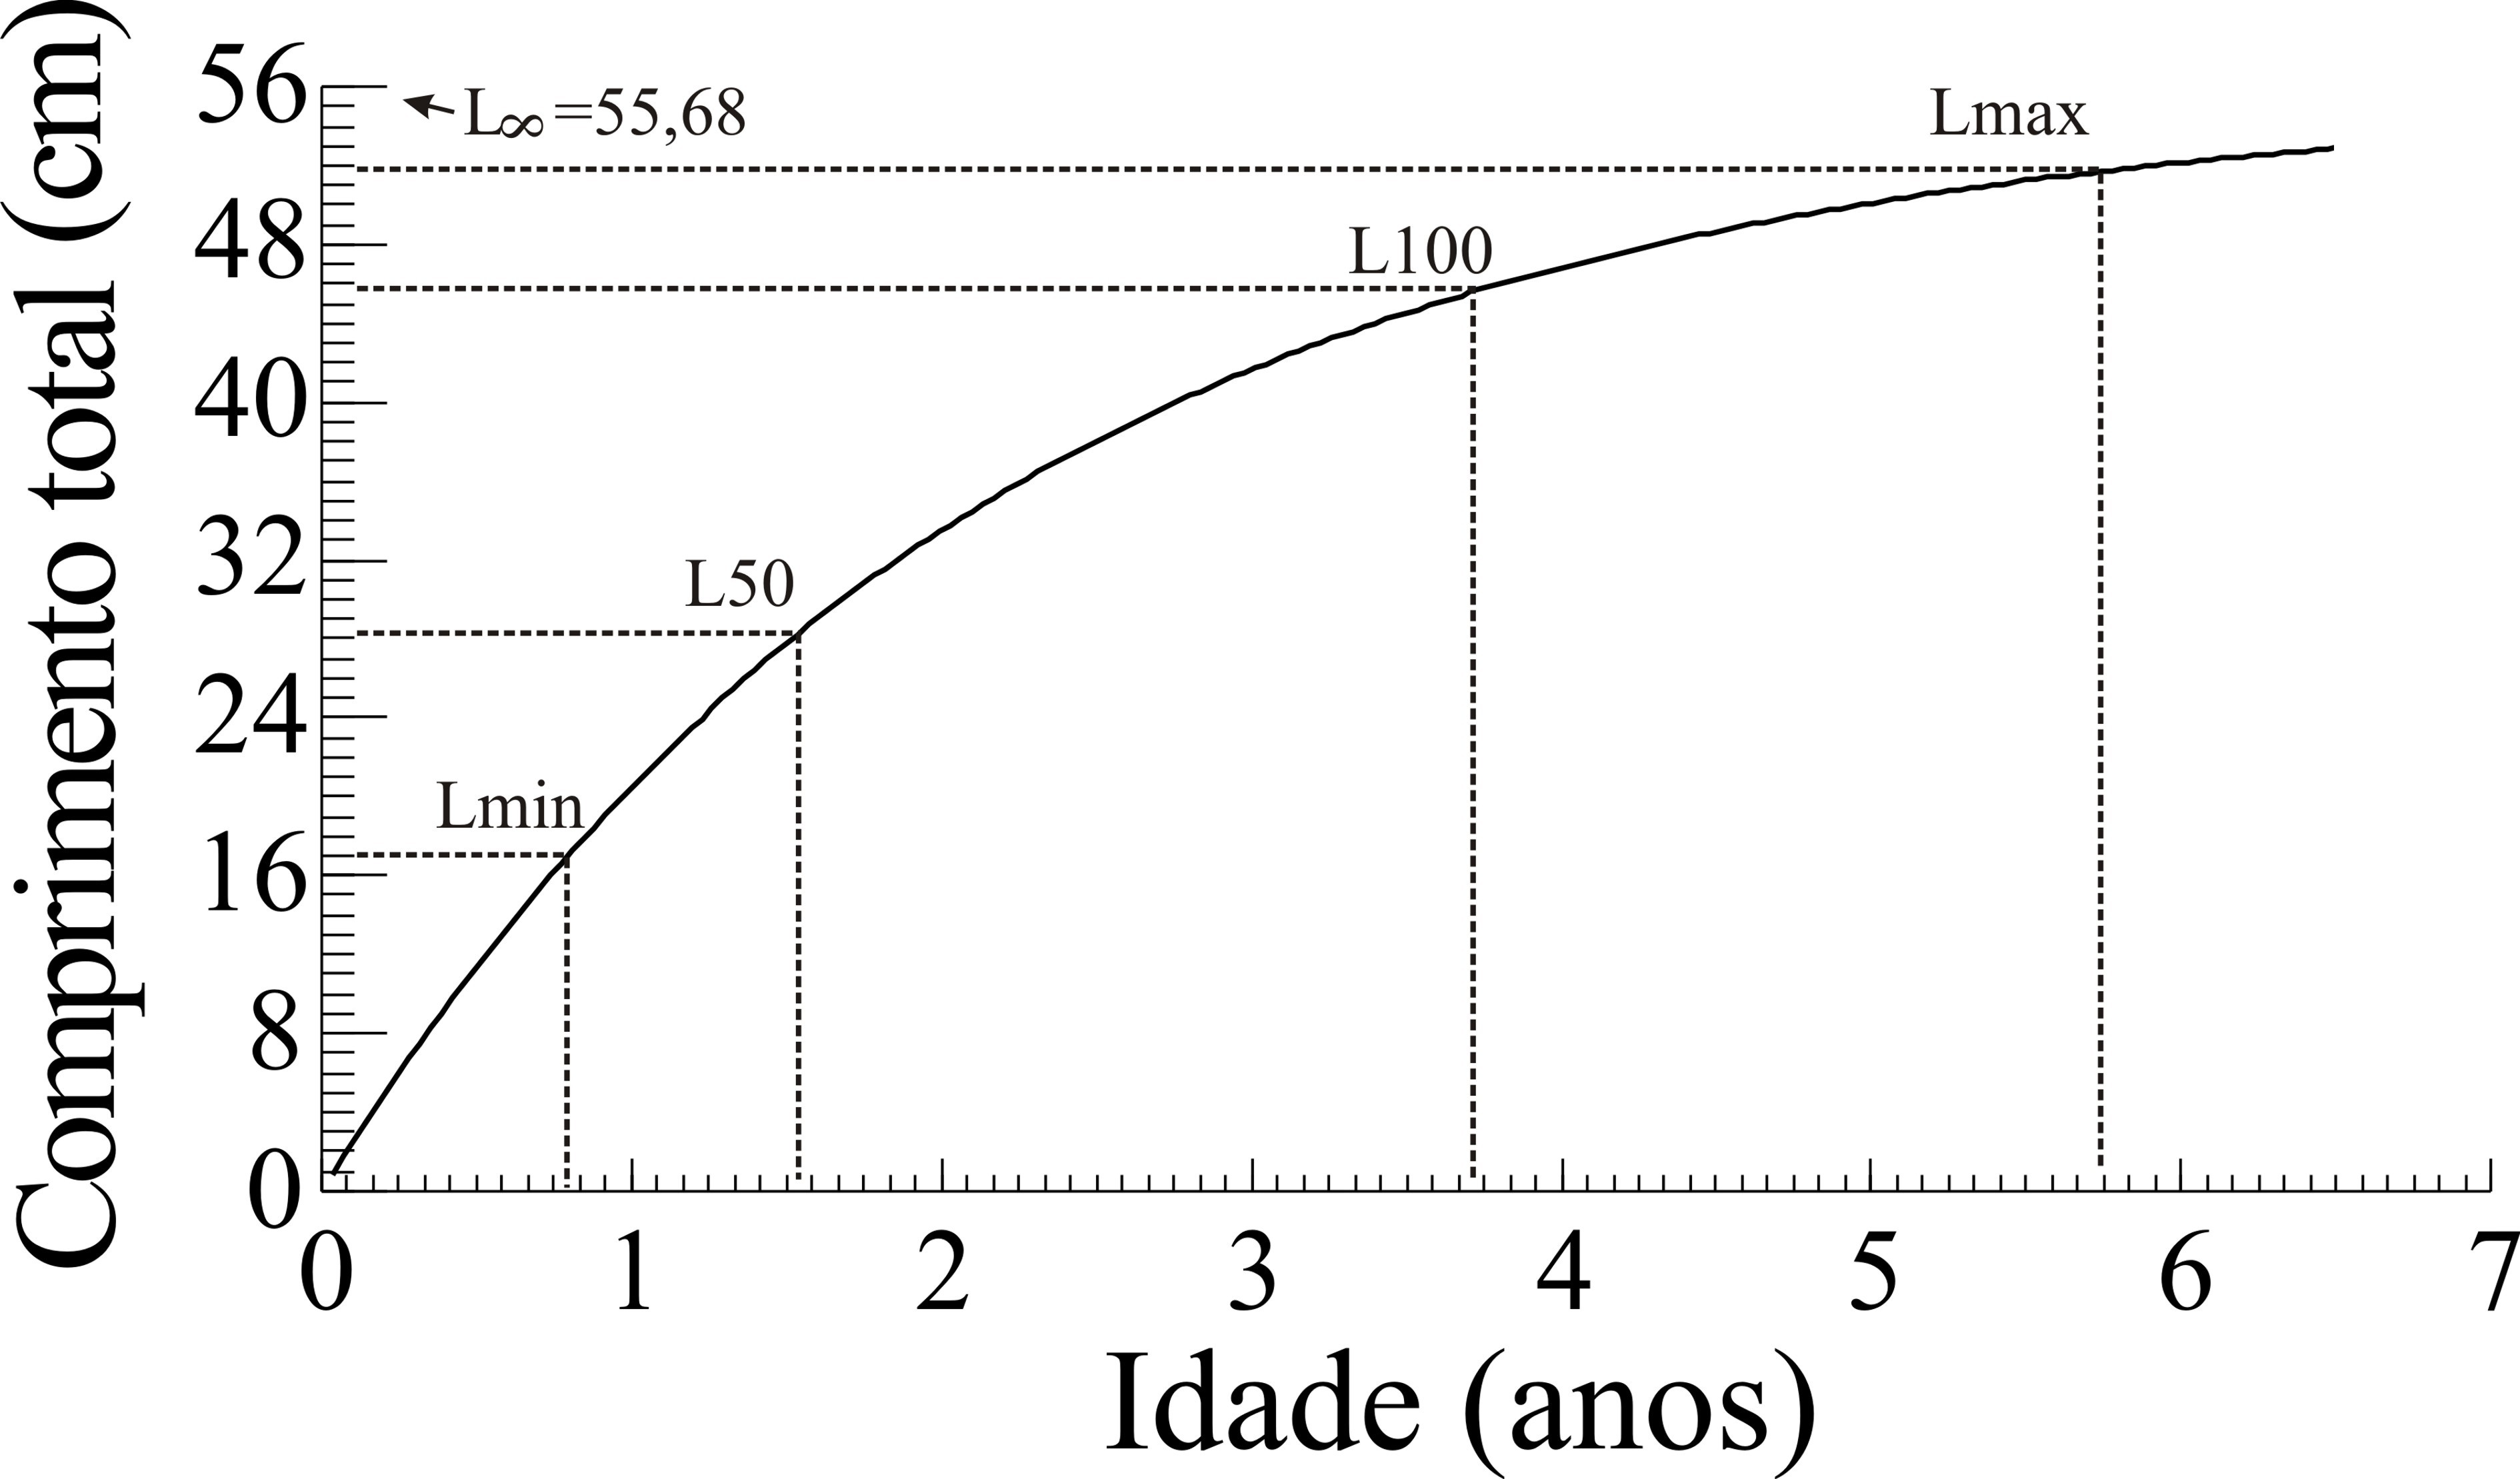 Comprimento total (cm)
56
48
40
32
24
16
8
0
L∞=55,68
Lmax
L100
L50
Lmin
0 1 2 3 4 5 6 7
Idade (anos)